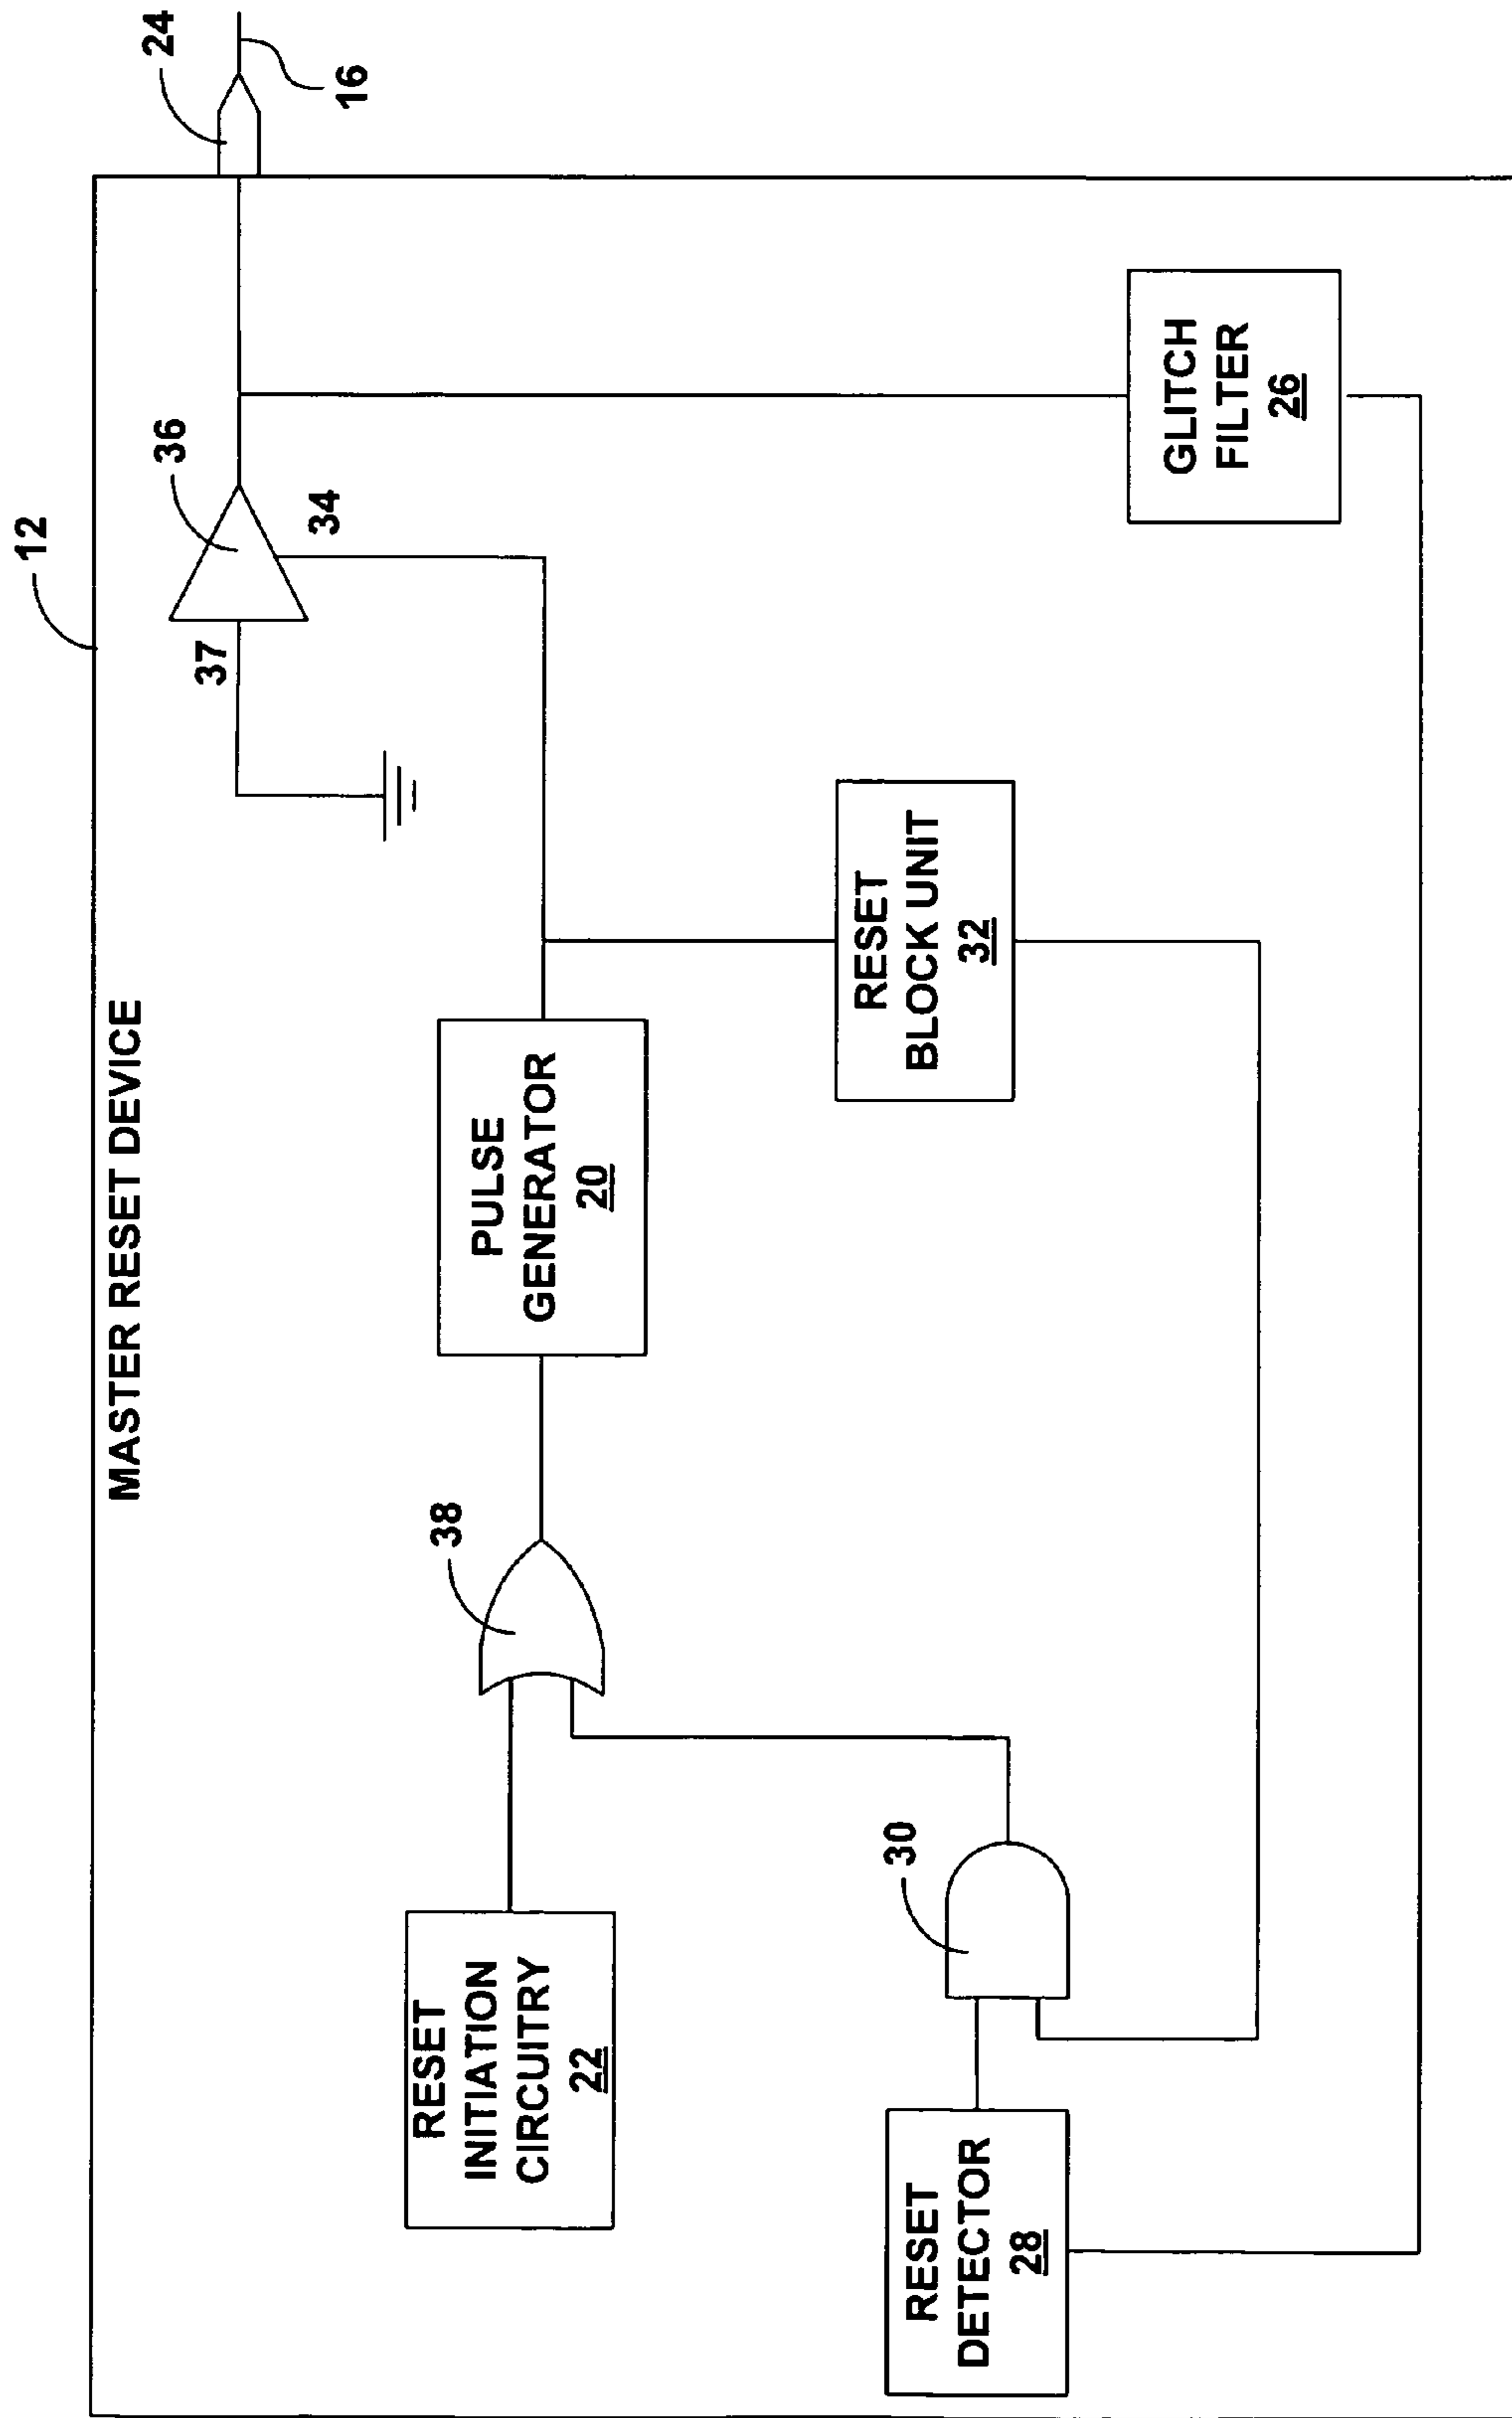 12
MASTER RESET DEVICE
24
16
36
37
34
38
PULSE
GENERATOR
20
RESET
INITIATION
CIRCUITRY
22
30
RESET
BLOCK UNIT
32
RESET
DETECTOR
28
GLITCH
FILTER
26